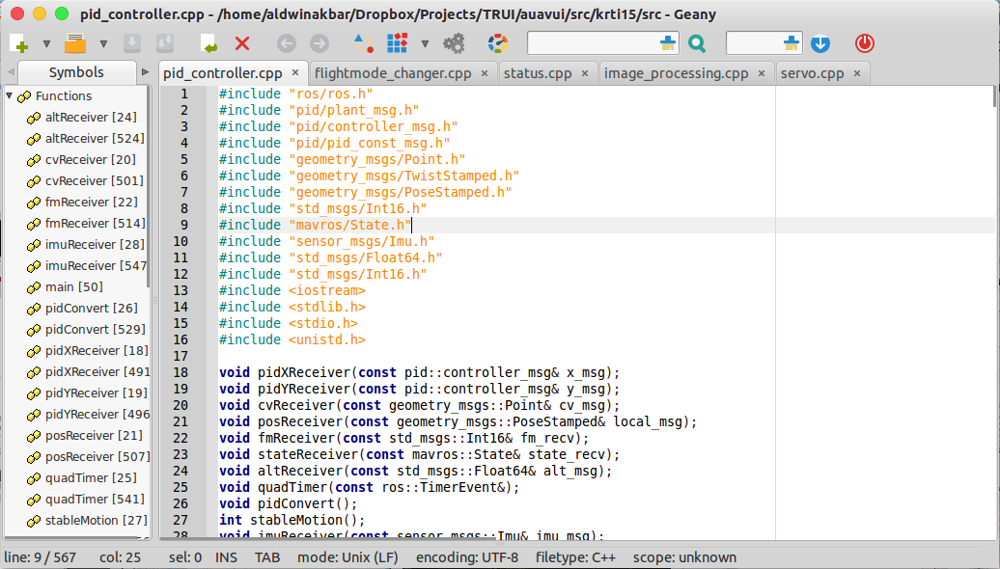 pid_controller.cpp - /home/aldwinakbar/Dropbox/Projects/TRUI/auavui/src/krti15/src - Geany
Symbols
pid_controller.cpp × flightmode_changer.cpp × status.cpp × image_processing.cpp × servo.cpp ×
Functions
altReceiver [24]
altReceiver [524]
cvReceiver [20]
cvReceiver [501]
fmReceiver [22]
fmReceiver [514]
imuReceiver [28]
imuReceiver [547
main [50]
pidConvert [26]
pidConvert [529]
pidXReceiver [18]
pidXReceiver [491
pidYReceiver [19]
pidYReceiver [496
posReceiver [21]
posReceiver [507]
quadTimer [25]
quadTimer [541]
stableMotion [27]
1 #include "ros/ros.h"
2 #include "pid/plant_msg.h"
3 #include "pid/controller_msg.h"
4 #include "pid/pid_const_msg.h"
5 #include "geometry_msgs/Point.h"
6 #include "geometry_msgs/TwistStamped.h"
7 #include "geometry_msgs/PoseStamped.h"
8 #include "std_msgs/Int16.h"
9 #include "mavros/State.h"
10 #include "sensor_msgs/Imu.h"
11 #include "std_msgs/Float64.h"
12 #include "std_msgs/Int16.h"
13 #include <iostream>
14 #include <stdlib.h>
15 #include <stdio.h>
16 #include <unistd.h>
17
18 void pidXReceiver(const pid::controller_msg& x_msg);
19 void pidYReceiver(const pid::controller_msg& y_msg);
20 void cvReceiver(const geometry_msgs::Point& cv_msg);
21 void posReceiver(const geometry_msgs::PoseStamped& local_msg);
22 void fmReceiver(const std_msgs::Int16& fm_recv);
23 void stateReceiver(const mavros::State& state_recv);
24 void altReceiver(const std_msgs::Float64& alt_msg);
25 void quadTimer(const ros::TimerEvent&);
26 void pidConvert();
27 int stableMotion();
28 void imuReceiver(const sensor_msgs::Imu& imu_msg);
line: 9 / 567 col: 25 sel: 0 INS TAB mode: Unix (LF) encoding: UTF-8 filetype: C++ scope: unknown